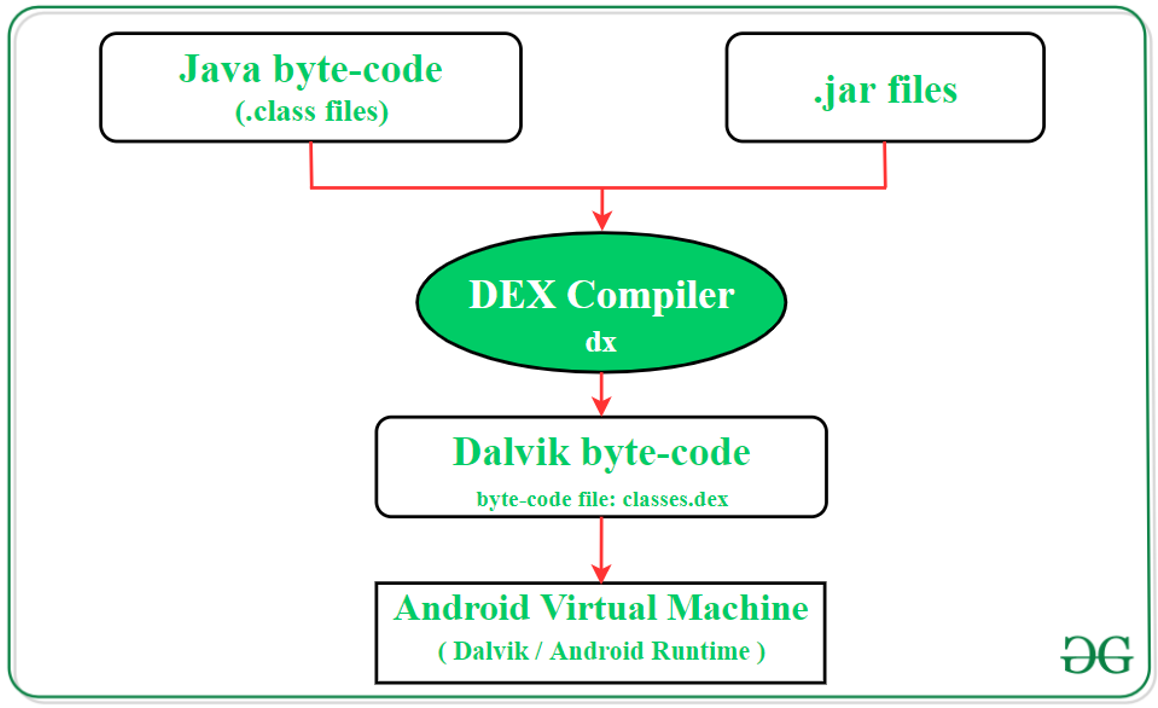 Java byte-code
(.class files)
.jar files
DEX Compiler
dx
Dalvik byte-code
byte-code file: classes.dex
Android Virtual Machine
( Dalvik / Android Runtime )